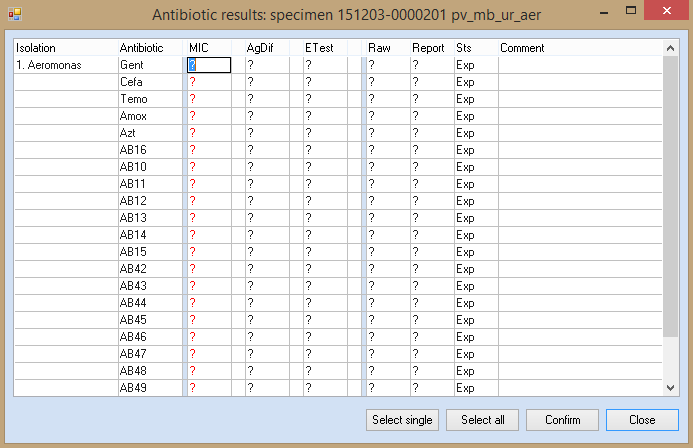 Antibiotic results: specimen 151203-0000201 pv_mb_ur_aer
Isolation Antibiotic MIC AgDif ETest Raw Report Sts Comment
1. Aeromonas Gent ? ? ? ? ? Exp
Cefa ? ? ? ? ? Exp
Temo ? ? ? ? ? Exp
Amox ? ? ? ? ? Exp
Azt ? ? ? ? ? Exp
AB16 ? ? ? ? ? Exp
AB10 ? ? ? ? ? Exp
AB11 ? ? ? ? ? Exp
AB12 ? ? ? ? ? Exp
AB13 ? ? ? ? ? Exp
AB14 ? ? ? ? ? Exp
AB15 ? ? ? ? ? Exp
AB42 ? ? ? ? ? Exp
AB43 ? ? ? ? ? Exp
AB44 ? ? ? ? ? Exp
AB45 ? ? ? ? ? Exp
AB46 ? ? ? ? ? Exp
AB47 ? ? ? ? ? Exp
AB48 ? ? ? ? ? Exp
AB49 ? ? ? ? ? Exp
Select single Select all Confirm Close